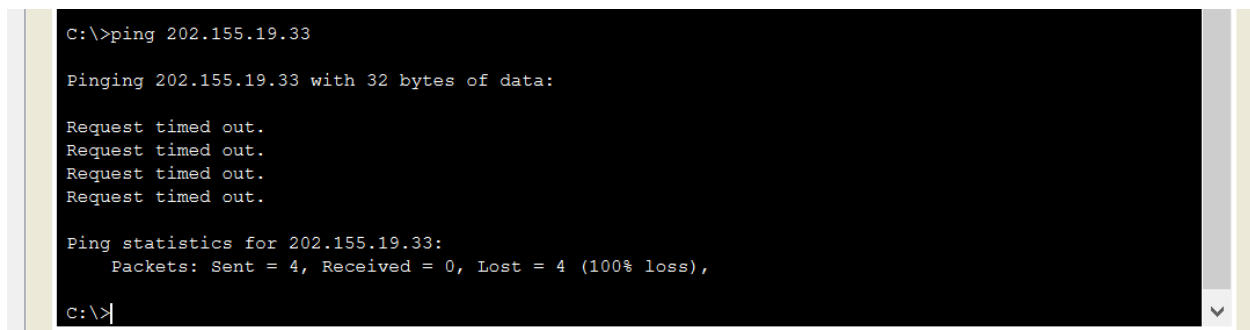 C:\>ping 202.155.19.33
Pinging 202.155.19.33 with 32 bytes of data:
Request timed out.
Request timed out.
Request timed out.
Request timed out.
Ping statistics for 202.155.19.33:
    Packets: Sent = 4, Received = 0, Lost = 4 (100% loss),
C:\>